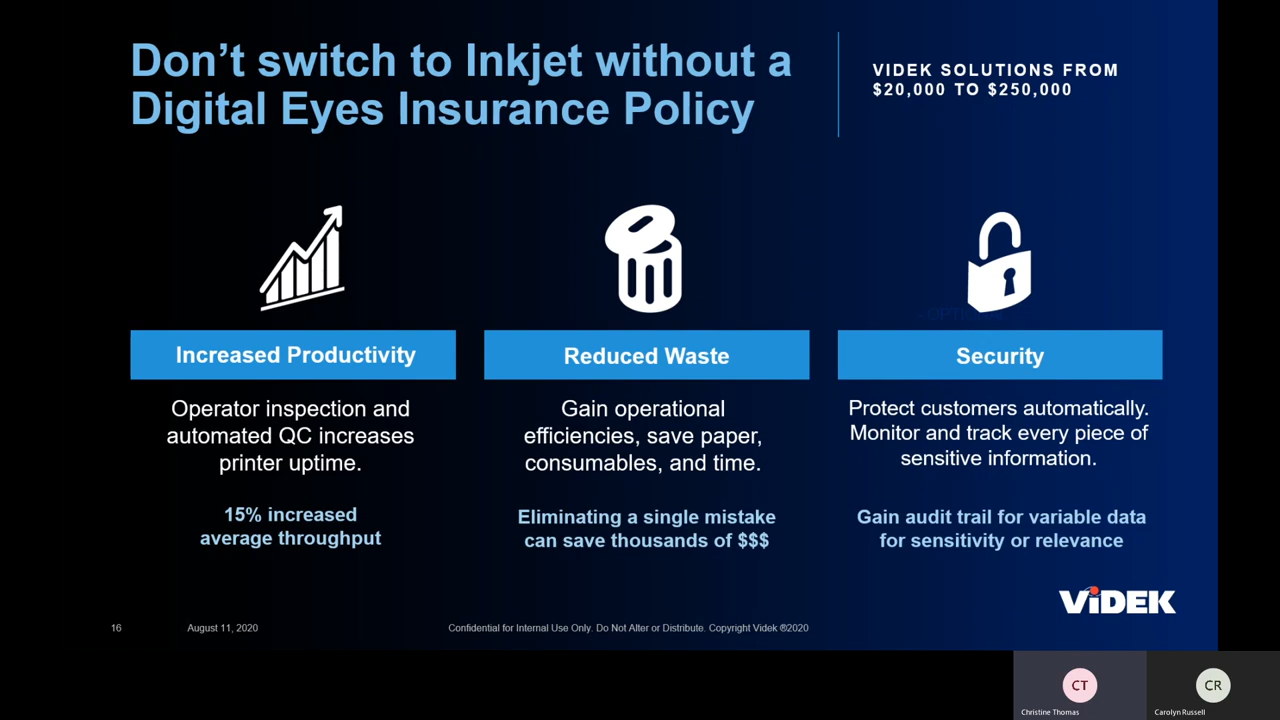 Don't switch to Inkjet without a
Digital Eyes Insurance Policy
VIDEK SOLUTIONS FROM
$20,000 TO $250,000
Increased Productivity
Operator inspection and
automated QC increases
printer uptime.
15% increased
average throughput
Reduced Waste
Gain operational
efficiencies, save paper,
consumables, and time.
Eliminating a single mistake
can save thousands of $$$
Security
Protect customers automatically.
Monitor and track every piece of
sensitive information.
Gain audit trail for variable data
for sensitivity or relevance
ViDEK
16
August 11, 2020
Confidential for Internal Use Only. Do Not Alter or Distribute. Copyright Videk ®2020
CT
Christine Thomas
CR
Carolyn Russell